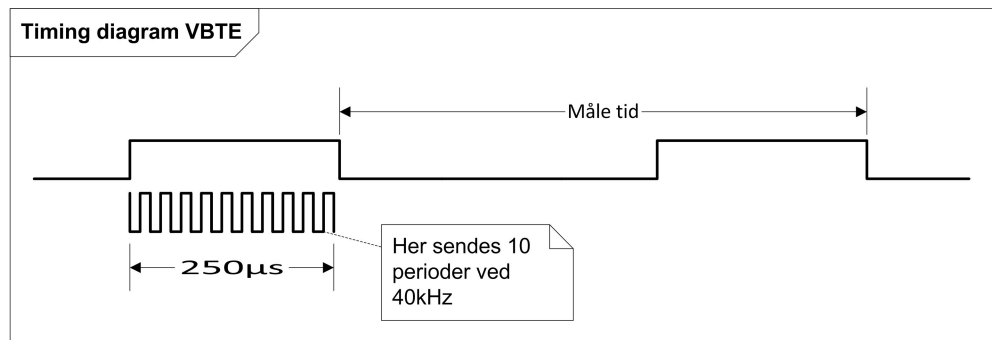 Timing diagram VBTE
Måle tid
250µs
Her sendes 10
perioder ved
40kHz